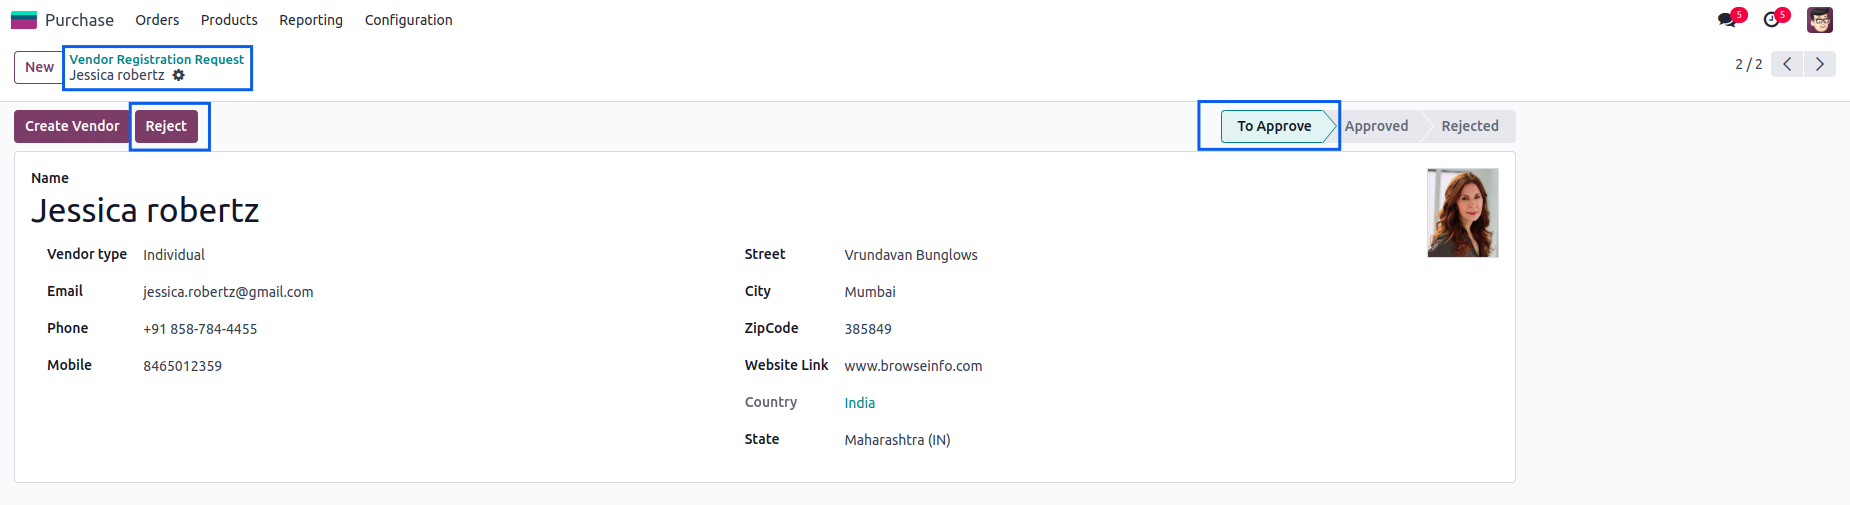 Purchase Orders Products Reporting Configuration 5 5
New Vendor Registration Request
Jessica robertz
2 / 2
Create Vendor Reject To Approve Approved Rejected
Name
Jessica robertz
Vendor type Individual
Email jessica.robertz@gmail.com
Phone +91 858-784-4455
Mobile 8465012359
Street Vrundavan Bunglows
City Mumbai
ZipCode 385849
Website Link www.browseinfo.com
Country India
State Maharashtra (IN)